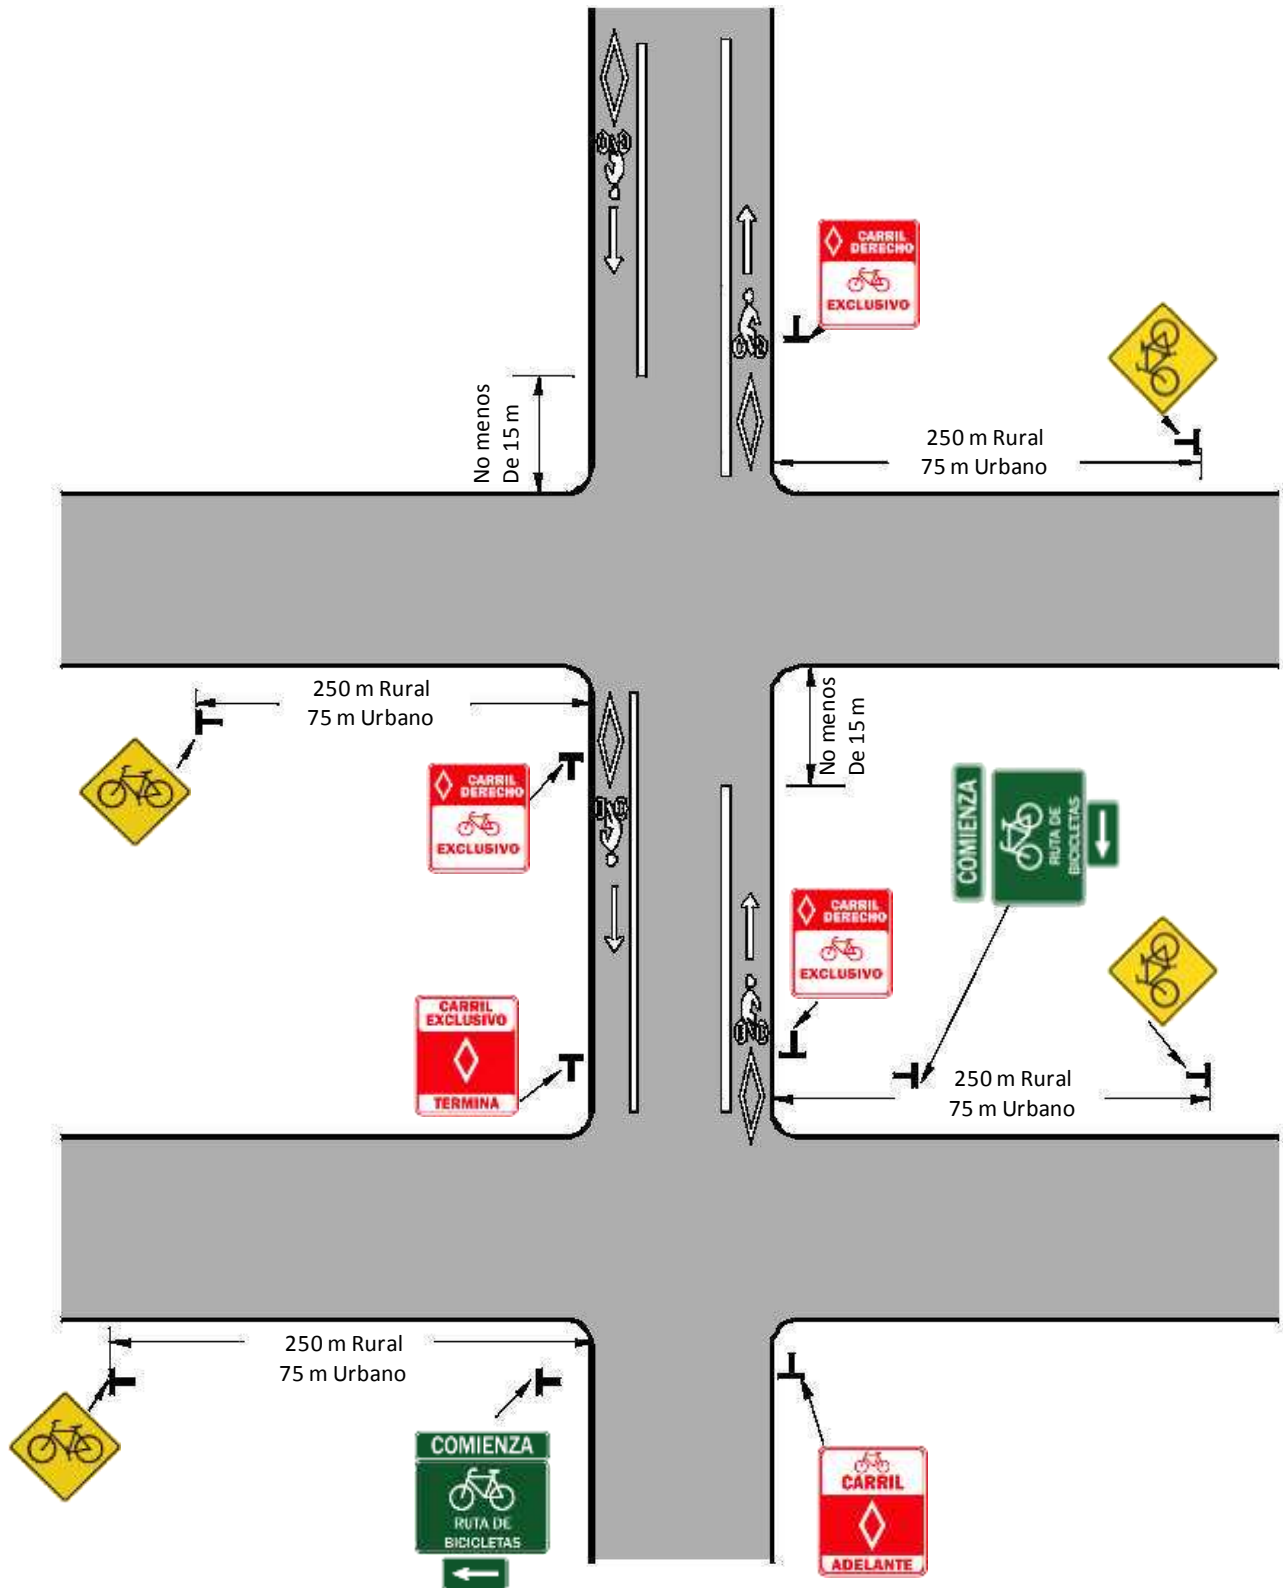 CARRIL
DERECHO
EXCLUSIVO
No menos
De 15 m
250 m Rural
75 m Urbano
250 m Rural
75 m Urbano
No menos
De 15 m
CARRIL
DERECHO
EXCLUSIVO
COMIENZA
RUTA DE
BICICLETAS
CARRIL
DERECHO
EXCLUSIVO
CARRIL
EXCLUSIVO
TERMINA
250 m Rural
75 m Urbano
250 m Rural
75 m Urbano
COMIENZA
RUTA DE
BICICLETAS
CARRIL
ADELANTE